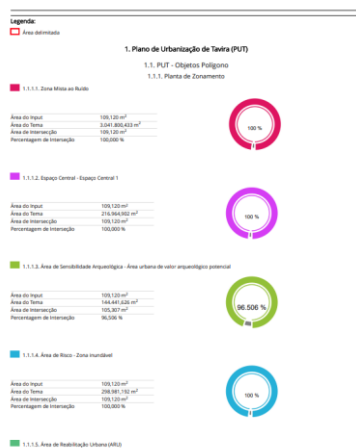 Legenda:
Área delimitada
1. Plano de Urbanização de Tavira (PUT)
1.1. PUT - Objetos Polígono
1.1.1. Planta de Zonamento
1.1.1.1. Zona Mista ao Ruído
Área do Input 109,120 m²
Área do Tema 3.041.800,433 m²
Área de Intersecção 109,120 m²
Percentagem de Interseção 100,000 %
100 %
1.1.1.2. Espaço Central - Espaço Central 1
Área do Input 109,120 m²
Área do Tema 216.964,982 m²
Área de Intersecção 109,120 m²
Percentagem de Interseção 100,000 %
100 %
1.1.1.3. Área de Sensibilidade Arqueológica - Área urbana de valor arqueológico potencial
Área do Input 109,120 m²
Área do Tema 144.441,626 m²
Área de Intersecção 105,307 m²
Percentagem de Interseção 96,506 %
96.506 %
1.1.1.4. Área de Risco - Zona Inundável
Área do Input 109,120 m²
Área do Tema 298.981,192 m²
Área de Intersecção 109,120 m²
Percentagem de Interseção 100,000 %
100 %
1.1.1.5. Área de Reabilitação Urbana (ARU)